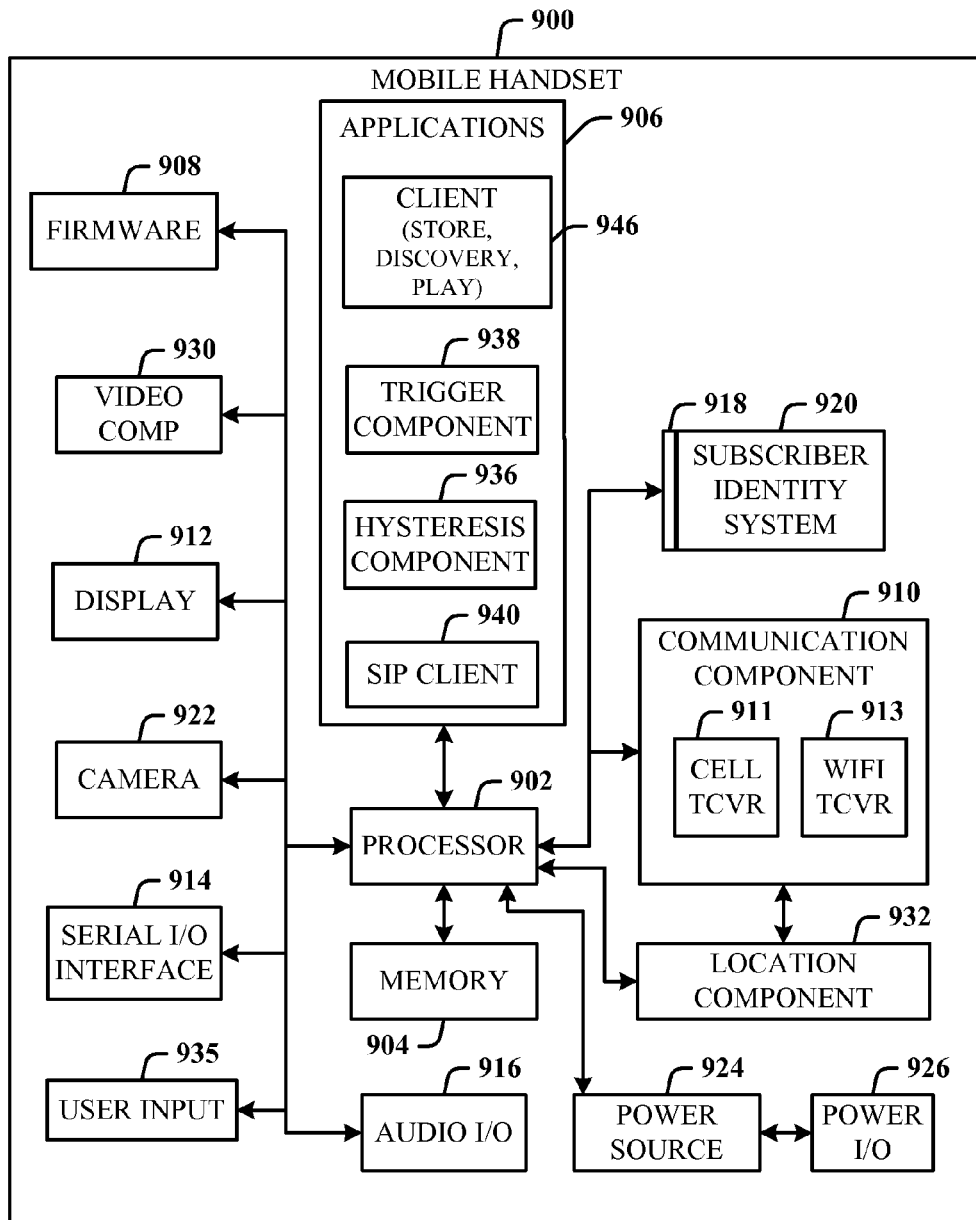 900
MOBILE HANDSET
APPLICATIONS
906
908
FIRMWARE
CLIENT
(STORE,
DISCOVERY,
PLAY)
946
930
VIDEO
COMP
938
TRIGGER
COMPONENT
918
920
SUBSCRIBER
IDENTITY
SYSTEM
936
HYSTERESIS
COMPONENT
912
DISPLAY
940
SIP CLIENT
910
COMMUNICATION
COMPONENT
911
CELL
TCVR
913
WIFI
TCVR
922
CAMERA
902
PROCESSOR
914
SERIAL I/O
INTERFACE
MEMORY
904
932
LOCATION
COMPONENT
935
USER INPUT
916
AUDIO I/O
924
POWER
SOURCE
926
POWER
I/O